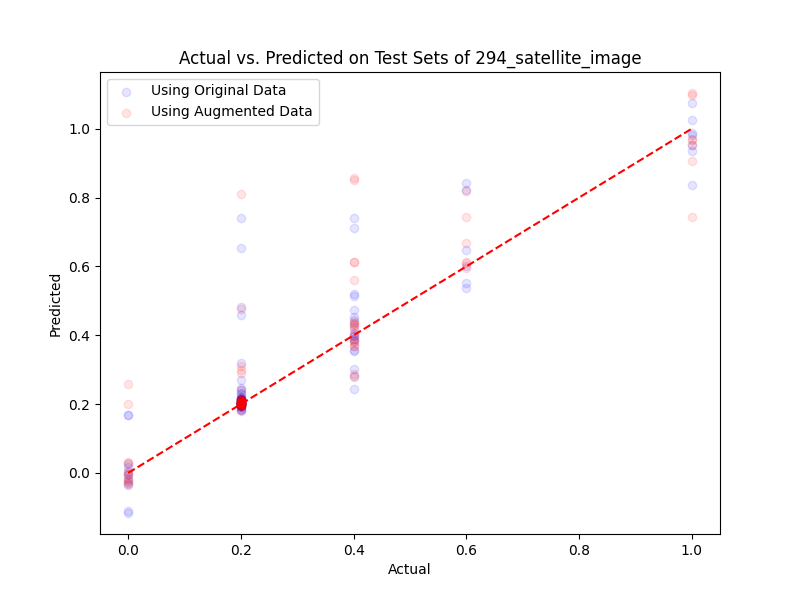 Actual vs. Predicted on Test Sets of 294_satellite_image
Using Original Data
Using Augmented Data
1.0
0.8
0.6
0.4
0.2
0.0
Predicted
0.0 0.2 0.4 0.6 0.8 1.0
Actual